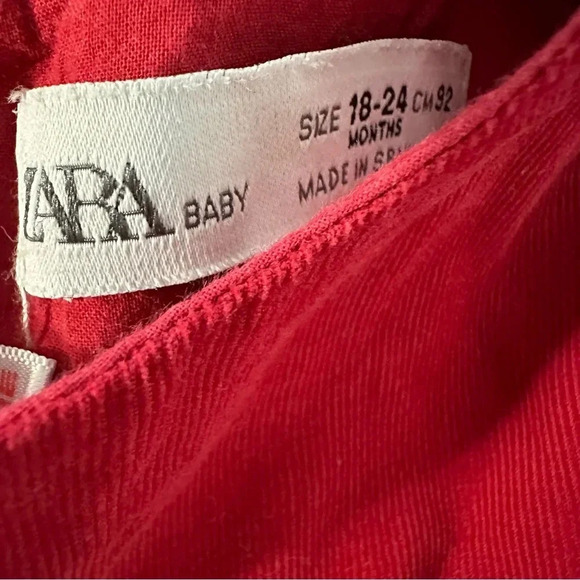 ZARA BABY
SIZE 18-24 CM 92
MONTHS
MADE IN